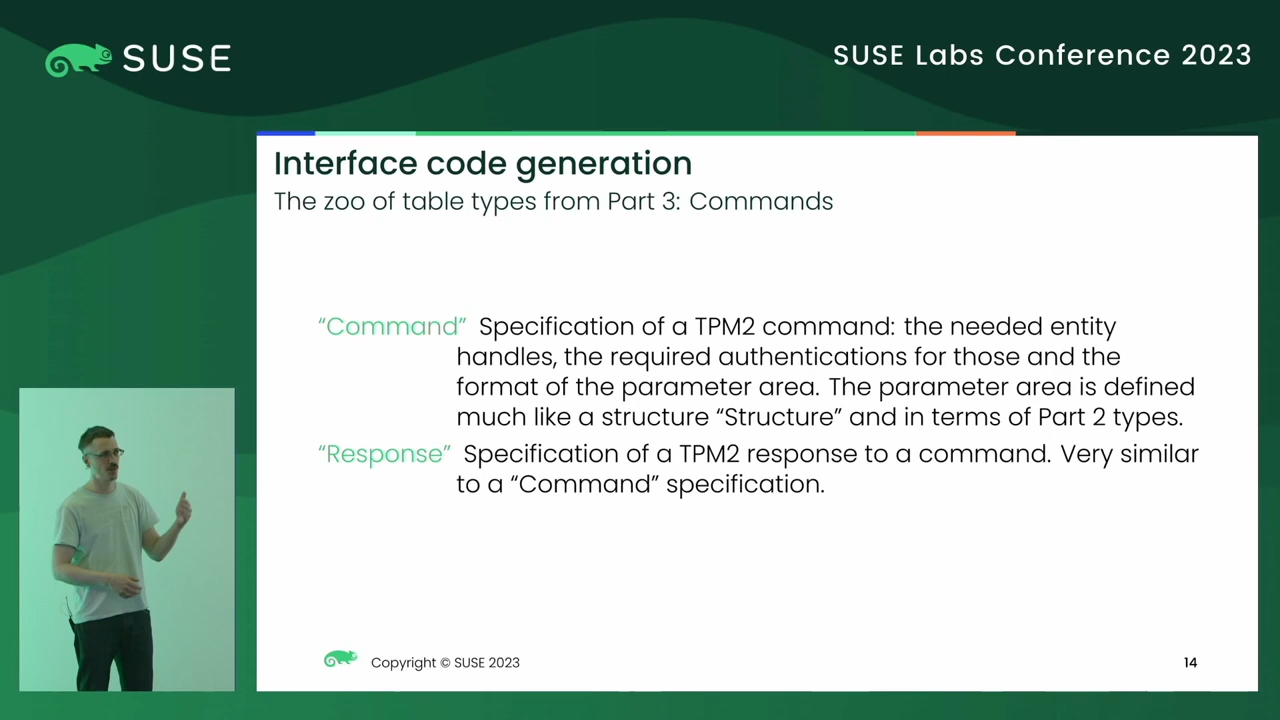 SUSE
SUSE Labs Conference 2023
Interface code generation
The zoo of table types from Part 3: Commands
“Command” Specification of a TPM2 command: the needed entity
handles, the required authentications for those and the
format of the parameter area. The parameter area is defined
much like a structure “Structure” and in terms of Part 2 types.
“Response” Specification of a TPM2 response to a command. Very similar
to a “Command” specification.
Copyright © SUSE 2023
14